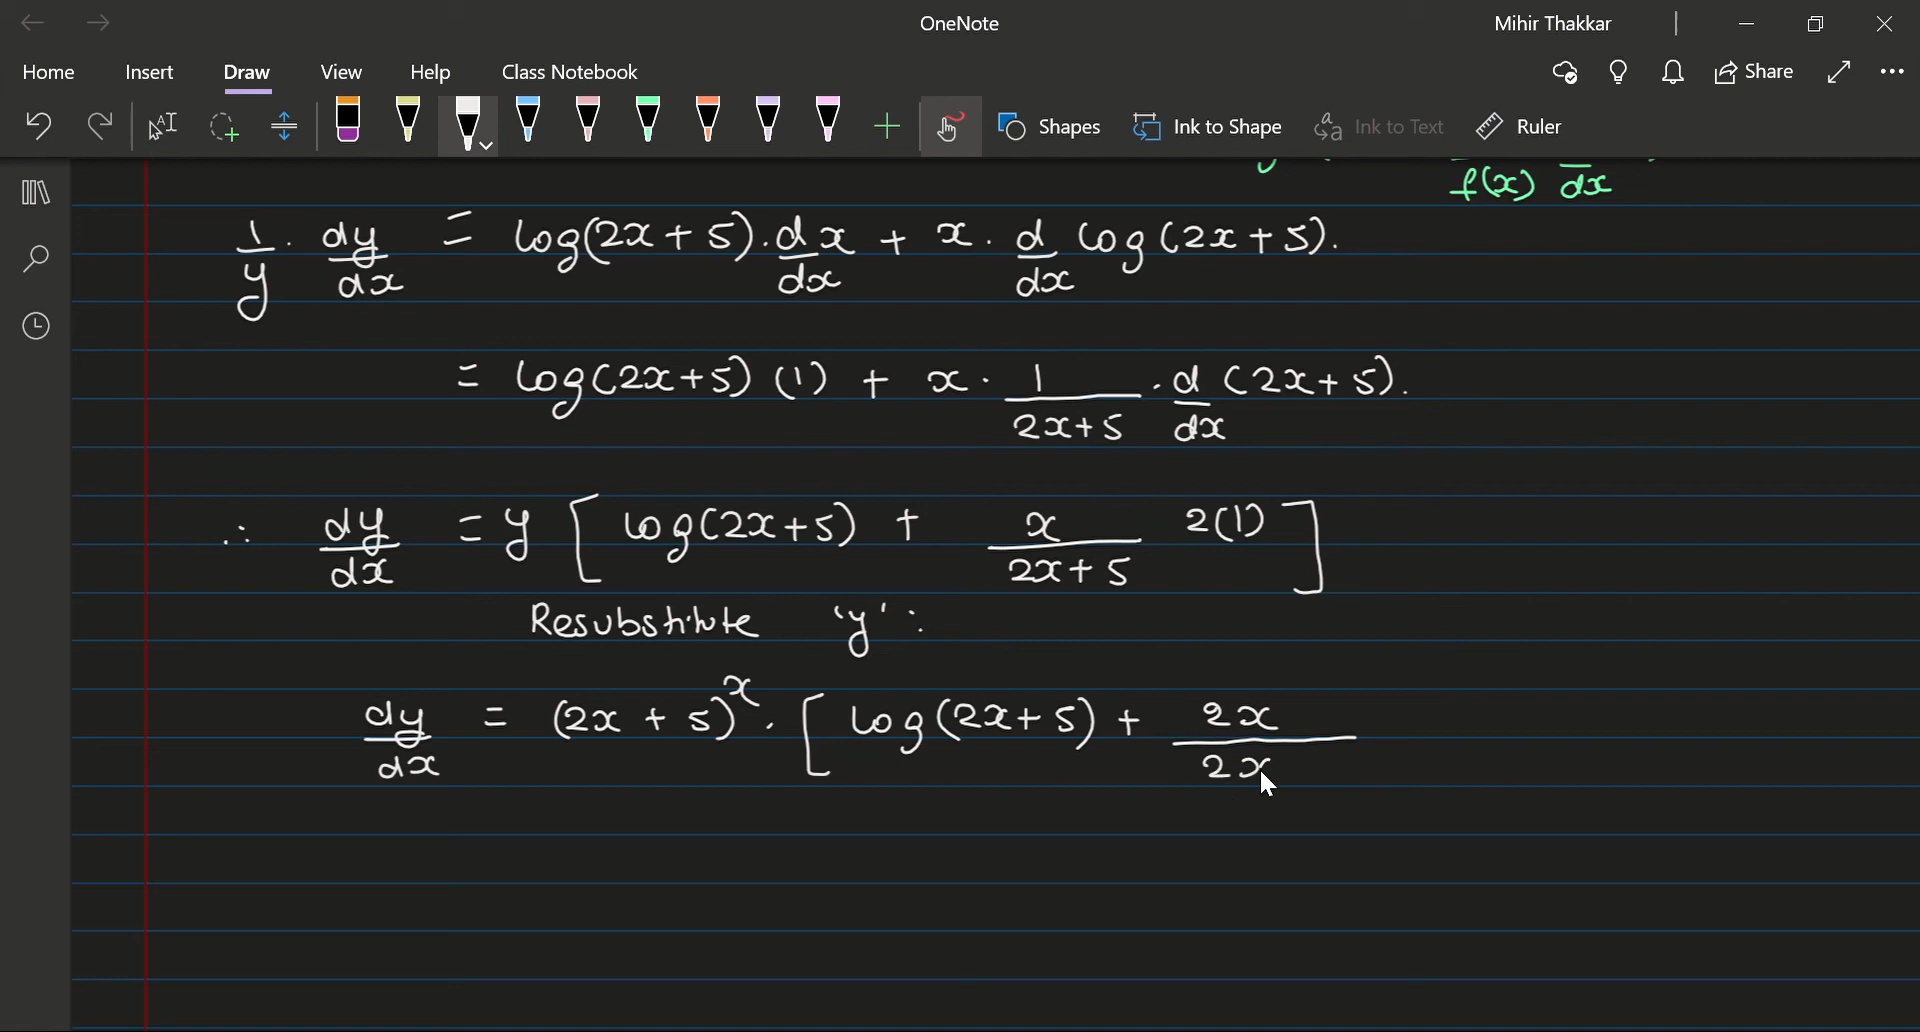 OneNote
Mihir Thakkar
Home Insert Draw View Help Class Notebook Share
Shapes Ink to Shape Ink to Text Ruler
f(x) dx
1/y · dy/dx = log(2x+5) · d/dx x + x · d/dx log(2x+5).
= log(2x+5) (1) + x · 1/(2x+5) · d/dx (2x+5).
∴ dy/dx = y [ log(2x+5) + x/(2x+5) 2(1) ]
Resubstitute 'y' :
dy/dx = (2x+5)^x · [ log(2x+5) + 2x/2x